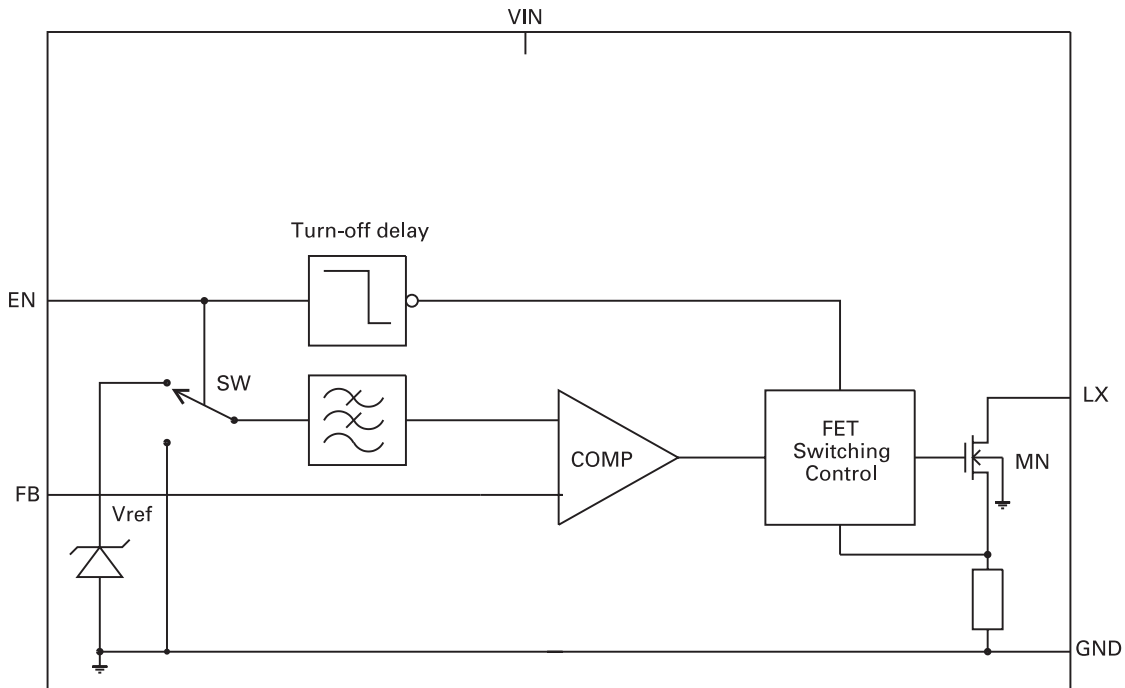 VIN
Turn-off delay
EN
SW
LX
FET
Switching
Control
COMP
MN
FB
Vref
GND